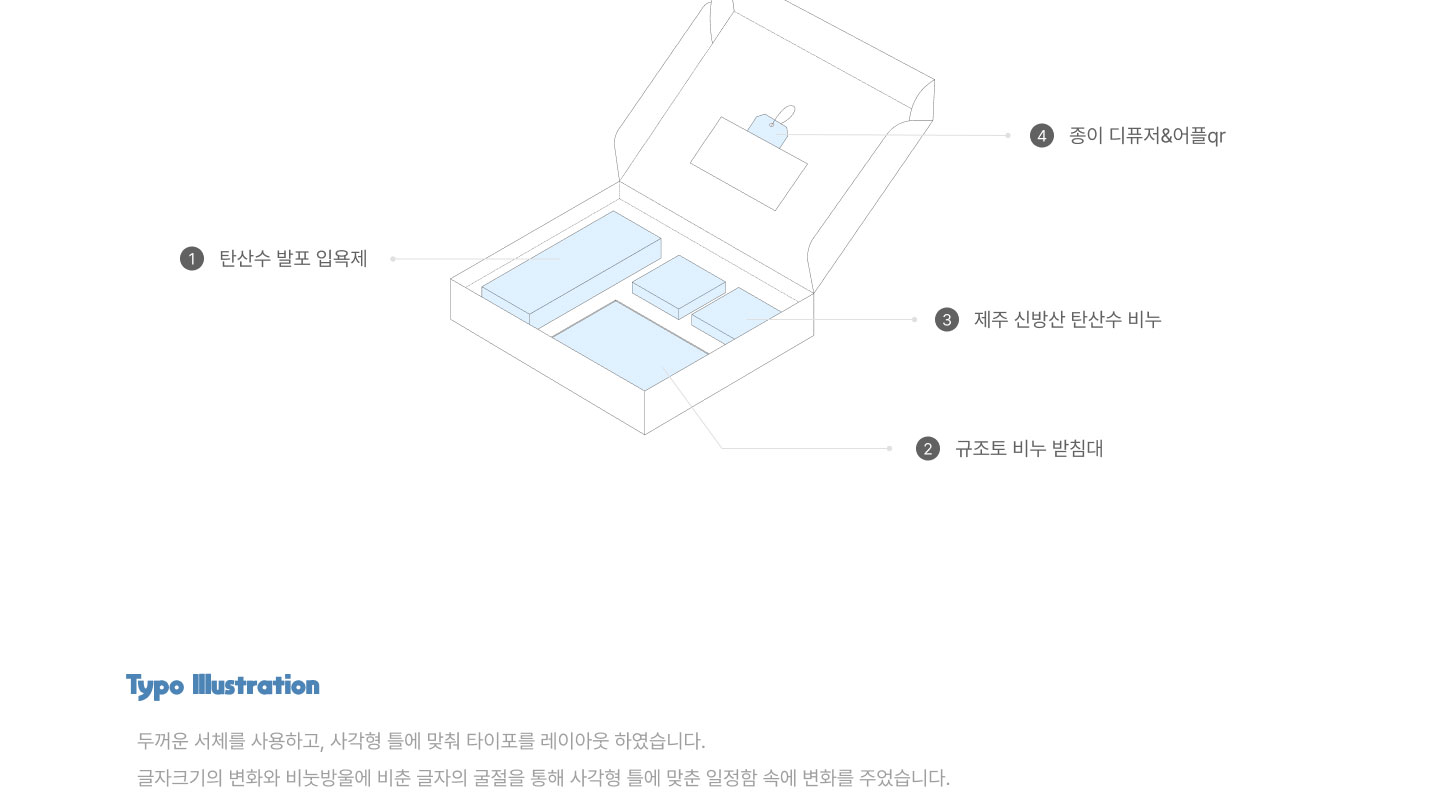 4 종이 디퓨저&어플qr
1 탄산수 발포 입욕제
3 제주 신방산 탄산수 비누
2 규조토 비누 받침대
Typo Illustration
두꺼운 서체를 사용하고, 사각형 틀에 맞춰 타이포를 레이아웃 하였습니다.
글자크기의 변화와 비눗방울에 비춘 글자의 굴절을 통해 사각형 틀에 맞춘 일정함 속에 변화를 주었습니다.